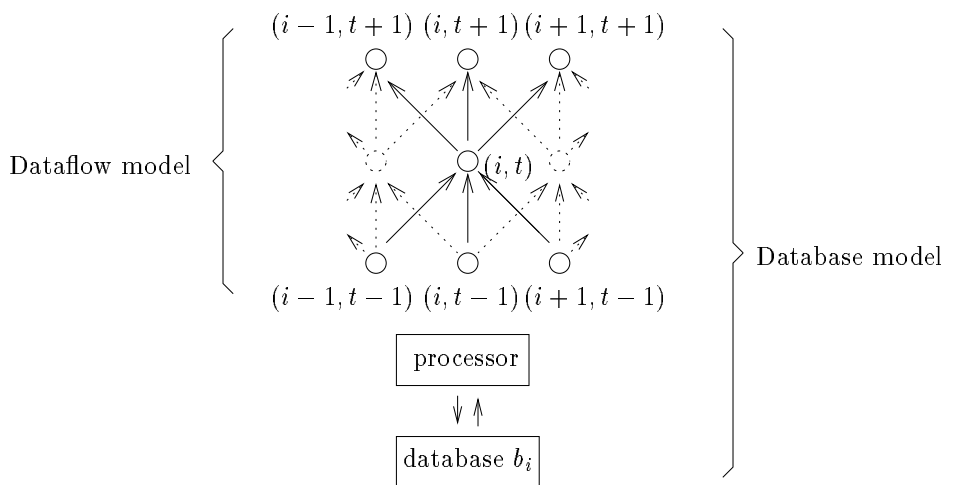 (i − 1, t + 1) (i, t + 1) (i + 1, t + 1)
Dataflow model
(i, t)
Database model
(i − 1, t − 1) (i, t − 1) (i + 1, t − 1)
processor
database b_i